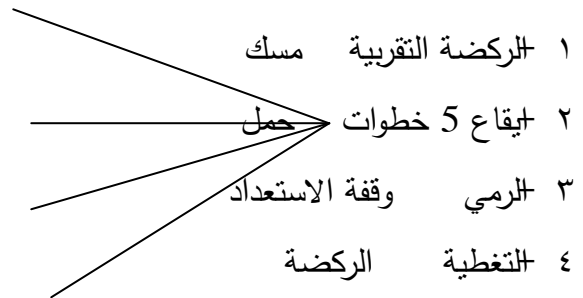 ١ - الركضة التقربية مسك
٢ - ايقاع 5 خطوات حمل
٣ - الرمي وقفة الاستعداد
٤ - التغطية الركضة